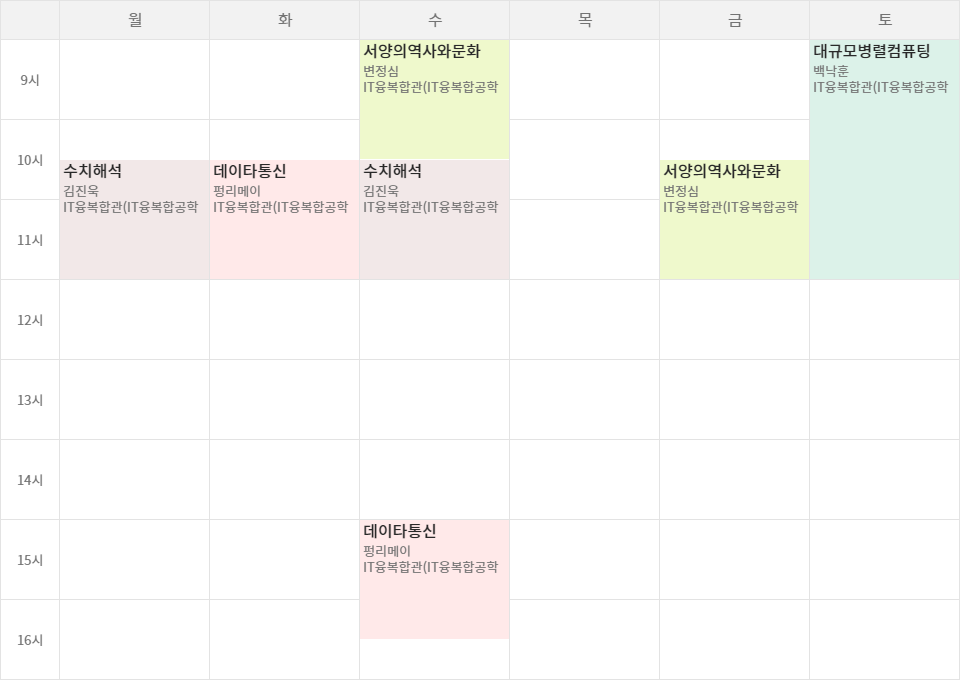 월 화 수 목 금 토
9시
서양의역사와문화
변정심
IT융복합관(IT융복합공학
대규모병렬컴퓨팅
백낙훈
IT융복합관(IT융복합공학
10시
수치해석
김진욱
IT융복합관(IT융복합공학
데이타통신
펑리메이
IT융복합관(IT융복합공학
수치해석
김진욱
IT융복합관(IT융복합공학
서양의역사와문화
변정심
IT융복합관(IT융복합공학
11시
12시
13시
14시
데이타통신
펑리메이
IT융복합관(IT융복합공학
15시
16시